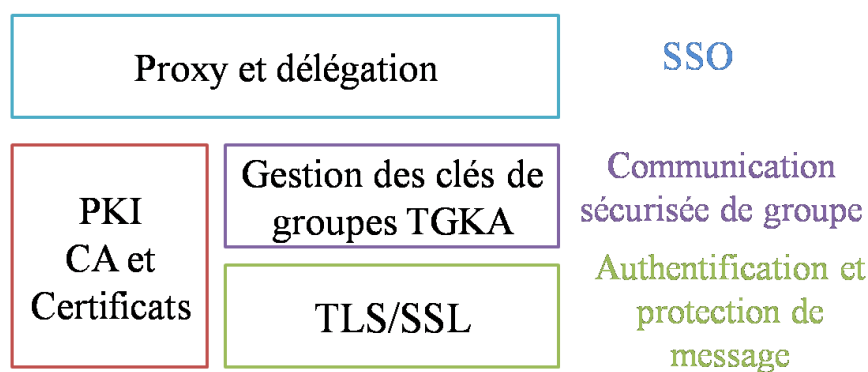 Proxy et délégation
SSO
PKI
CA et
Certificats
Gestion des clés de
groupes TGKA
Communication
sécurisée de groupe
TLS/SSL
Authentification et
protection de
message